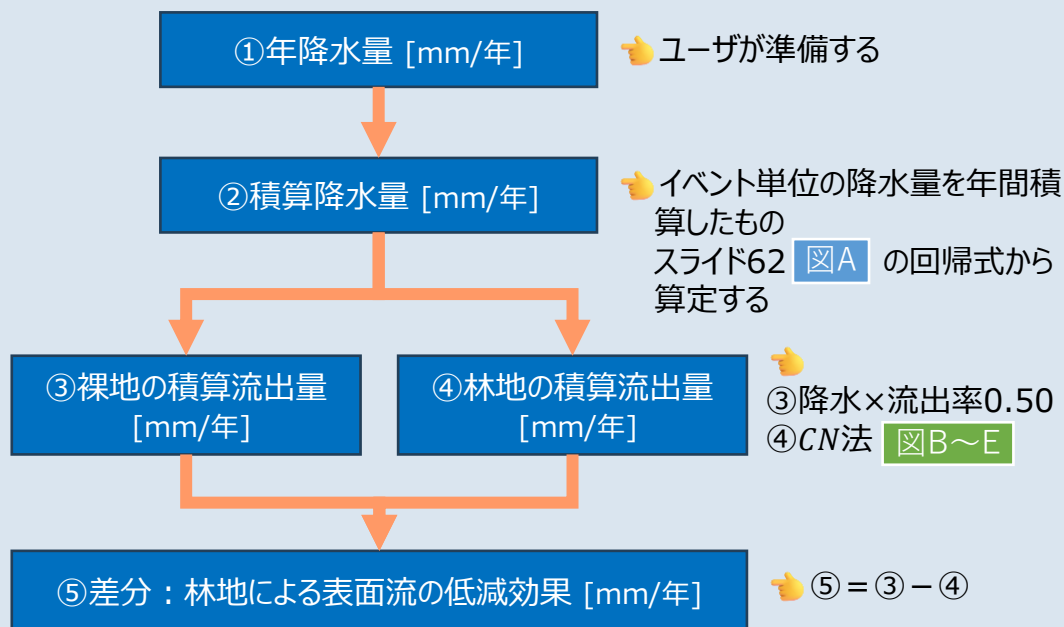 ①年降水量 [mm/年]
👈ユーザが準備する
②積算降水量 [mm/年]
👈イベント単位の降水量を年間積
算したもの
スライド62 図A の回帰式から
算定する
③裸地の積算流出量
[mm/年]
④林地の積算流出量
[mm/年]
👈
③降水×流出率0.50
④CN法 図B～E
⑤差分：林地による表面流の低減効果 [mm/年]
👈⑤＝③－④